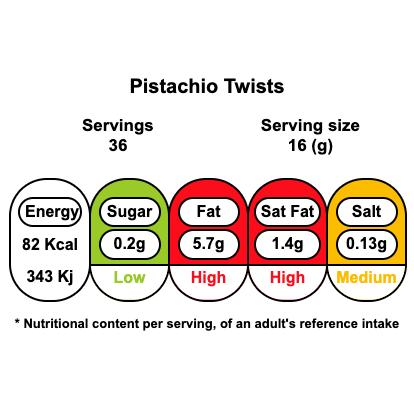 Pistachio Twists
Servings Serving size
36 16 (g)
Energy Sugar Fat Sat Fat Salt
82 Kcal 0.2g 5.7g 1.4g 0.13g
343 Kj Low High High Medium
* Nutritional content per serving, of an adult's reference intake